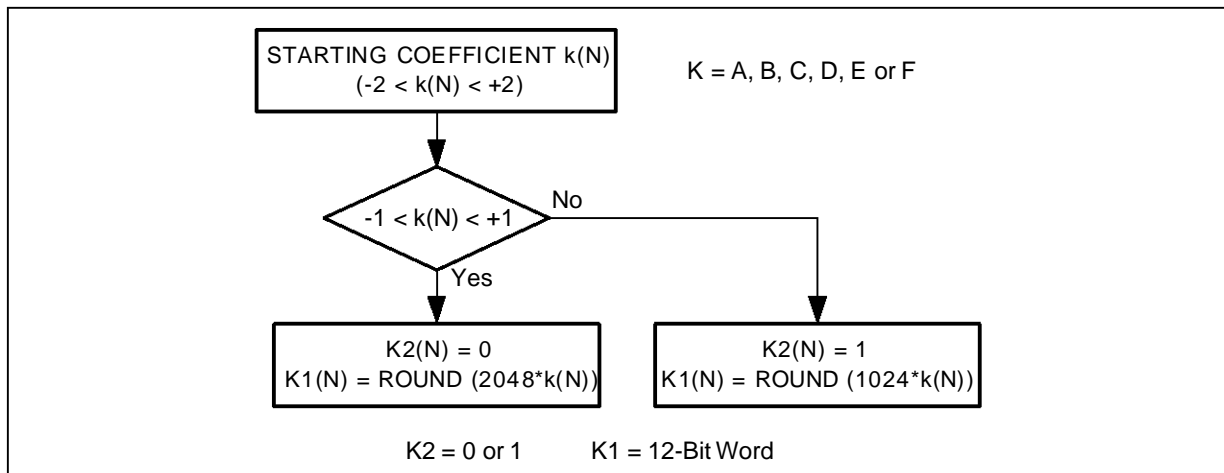 STARTING COEFFICIENT k(N)
(-2 < k(N) < +2)
K = A, B, C, D, E or F
-1 < k(N) < +1
No
Yes
K2(N) = 0
K1(N) = ROUND (2048*k(N))
K2(N) = 1
K1(N) = ROUND (1024*k(N))
K2 = 0 or 1
K1 = 12-Bit Word